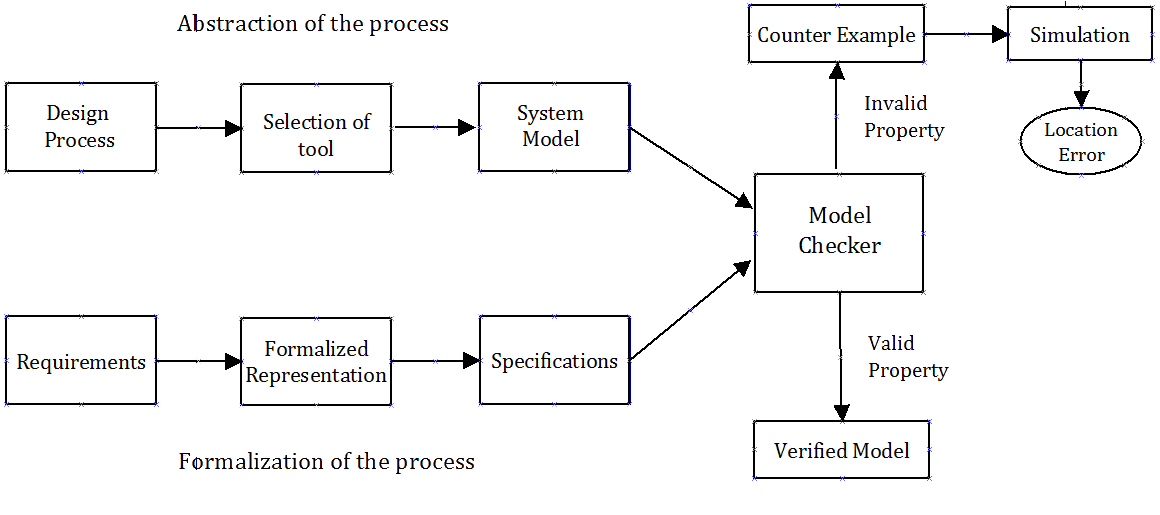 Abstraction of the process
Counter Example
Simulation
Design
Process
Selection of
tool
System
Model
Invalid
Property
Location
Error
Model
Checker
Requirements
Formalized
Representation
Specifications
Valid
Property
Verified Model
Formalization of the process